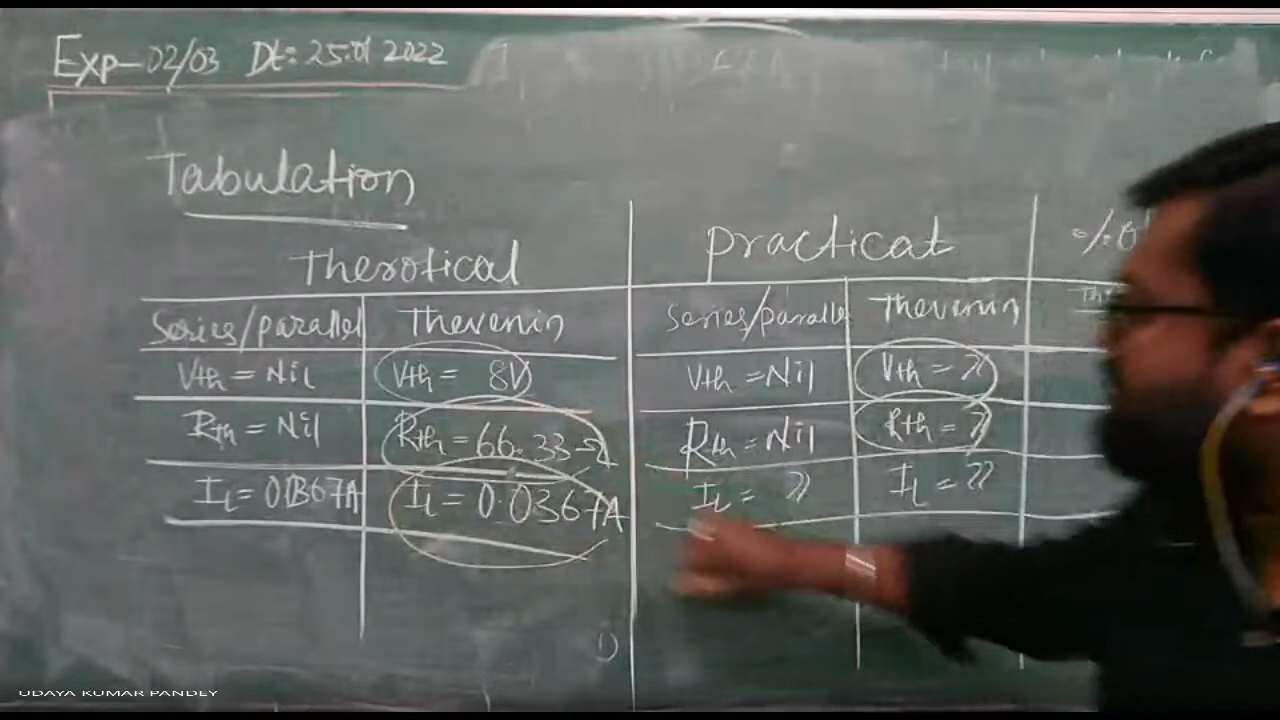 Exp-02/03 Dt: 25.01 2022
Tabulation
Therotical practical
Series/parallel Thevenin Series/parallel Thevenin
Vth = Nil Vth = 8V Vth = Nil Vth = ?
Rth = Nil Rth = 66.33Ω Rth = Nil Rth = ?
IL = 0.0367A IL = 0.0367A IL = ? IL = ?
UDAYA KUMAR PANDEY